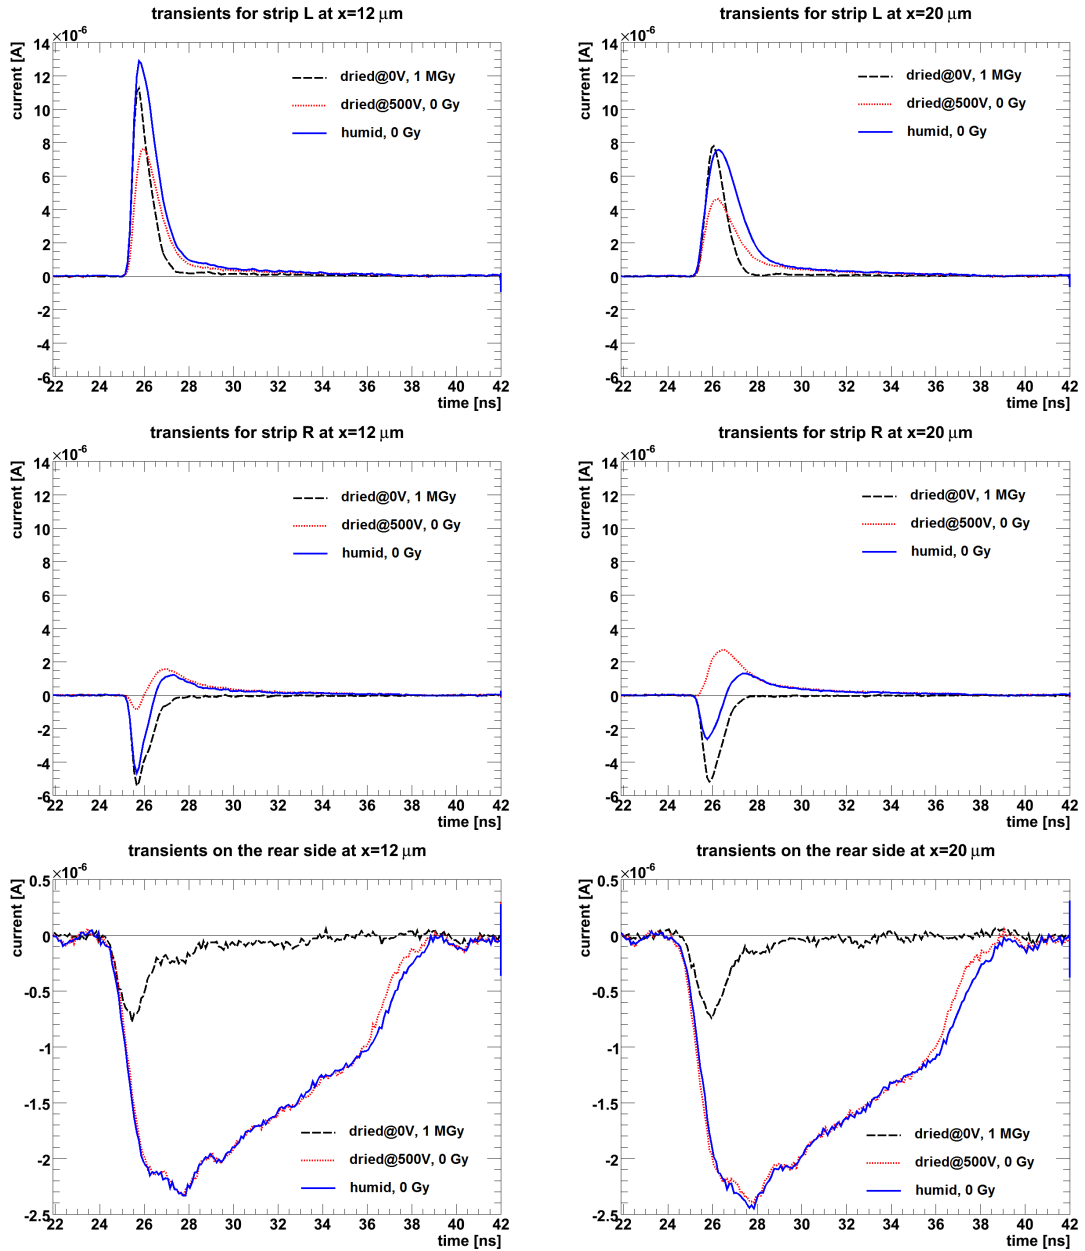 transients for strip L at x=12 μm
×10⁻⁶
current [A]
14
12
10
8
6
4
2
0
-2
-4
-6
22 24 26 28 30 32 34 36 38 40 42
time [ns]
dried@0V, 1 MGy
dried@500V, 0 Gy
humid, 0 Gy
transients for strip L at x=20 μm
×10⁻⁶
current [A]
14
12
10
8
6
4
2
0
-2
-4
-6
22 24 26 28 30 32 34 36 38 40 42
time [ns]
dried@0V, 1 MGy
dried@500V, 0 Gy
humid, 0 Gy
transients for strip R at x=12 μm
×10⁻⁶
current [A]
14
12
10
8
6
4
2
0
-2
-4
-6
22 24 26 28 30 32 34 36 38 40 42
time [ns]
dried@0V, 1 MGy
dried@500V, 0 Gy
humid, 0 Gy
transients for strip R at x=20 μm
×10⁻⁶
current [A]
14
12
10
8
6
4
2
0
-2
-4
-6
22 24 26 28 30 32 34 36 38 40 42
time [ns]
dried@0V, 1 MGy
dried@500V, 0 Gy
humid, 0 Gy
transients on the rear side at x=12 μm
×10⁻⁶
current [A]
0.5
0
-0.5
-1
-1.5
-2
-2.5
22 24 26 28 30 32 34 36 38 40 42
time [ns]
dried@0V, 1 MGy
dried@500V, 0 Gy
humid, 0 Gy
transients on the rear side at x=20 μm
×10⁻⁶
current [A]
0.5
0
-0.5
-1
-1.5
-2
-2.5
22 24 26 28 30 32 34 36 38 40 42
time [ns]
dried@0V, 1 MGy
dried@500V, 0 Gy
humid, 0 Gy